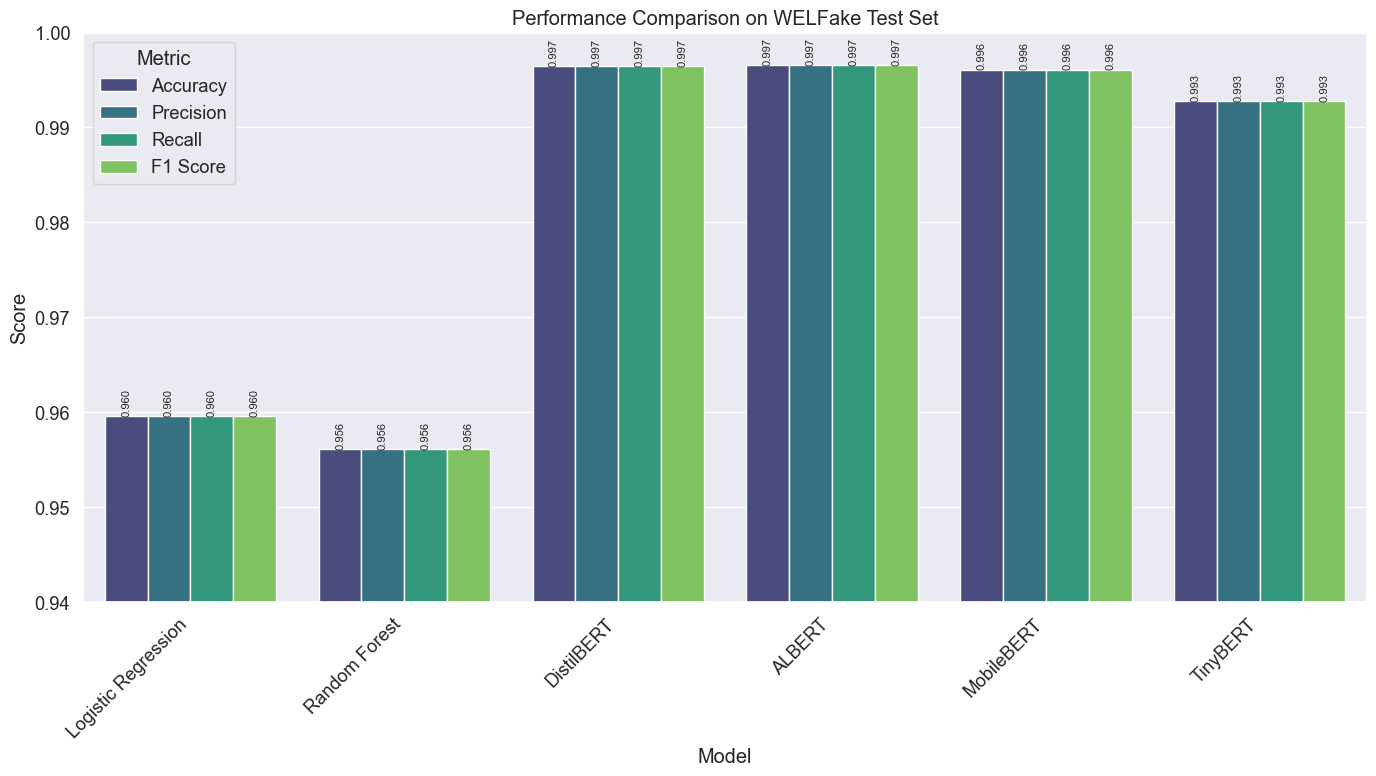 Performance Comparison on WELFake Test Set
Metric
Accuracy
Precision
Recall
F1 Score
Score
1.00
0.99
0.98
0.97
0.96
0.95
0.94
0.960 0.960 0.960 0.960
0.956 0.956 0.956 0.956
0.997 0.997 0.997 0.997
0.997 0.997 0.997 0.997
0.996 0.996 0.996 0.996
0.993 0.993 0.993 0.993
Logistic Regression
Random Forest
DistilBERT
ALBERT
MobileBERT
TinyBERT
Model